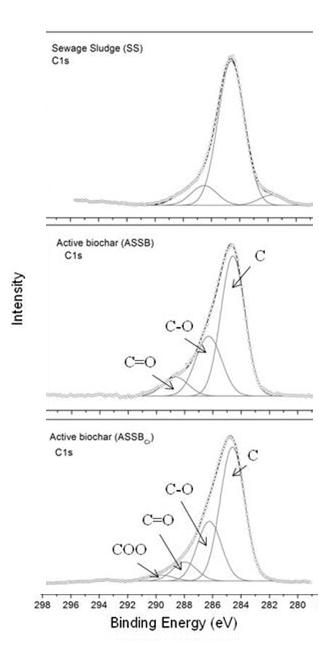 Sewage Sludge (SS)
C1s
Active biochar (ASSB)
C1s
C
C-O
C=O
Intensity
Active biochar (ASSBCr)
C1s
C
C-O
C=O
COO
298 296 294 292 290 288 286 284 282 280
Binding Energy (eV)